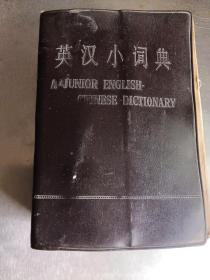 英汉小词典
A JUNIOR ENGLISH-
CHINESE DICTIONARY